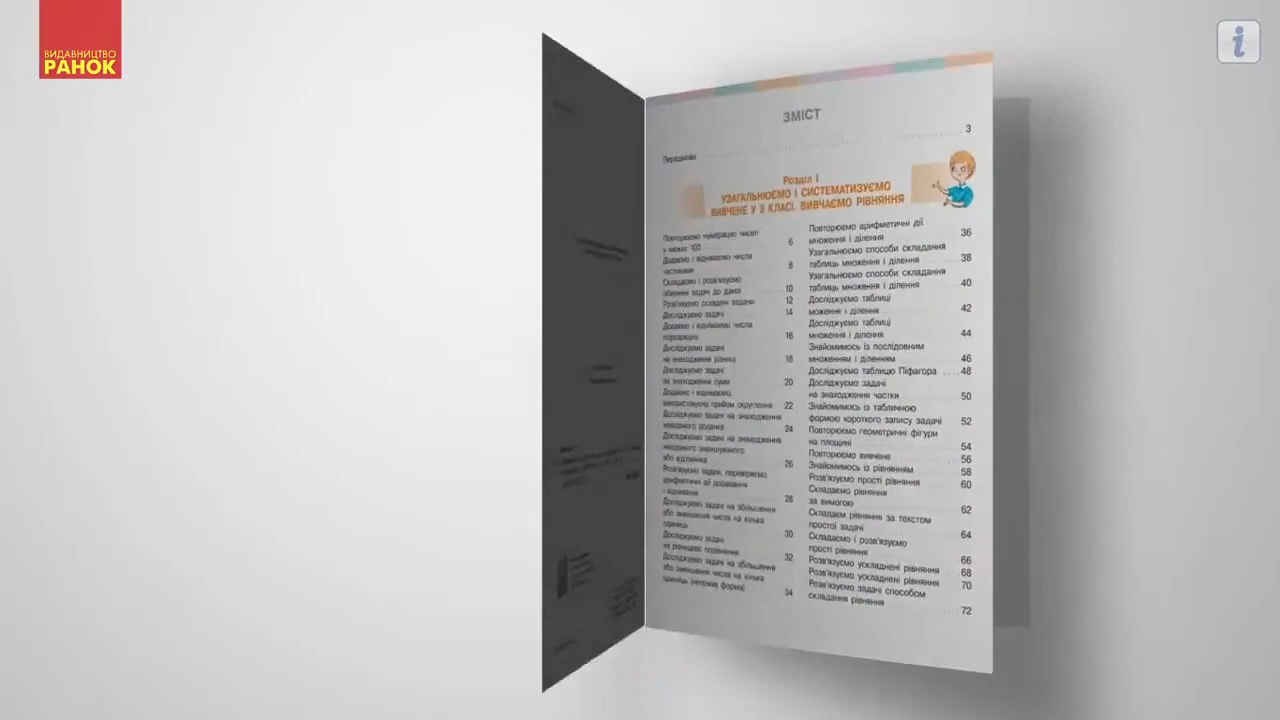 ВИДАВНИЦТВО
РАНОК
i
ЗМІСТ
Передмова 3
Розділ I
УЗАГАЛЬНЮЄМО І СИСТЕМАТИЗУЄМО
ВИВЧЕНЕ У 2 КЛАСІ. ВИВЧАЄМО РІВНЯННЯ
Повторюємо нумерацію чисел
у межах 100 6
Додаємо і віднімаємо числа
частинами 8
Складаємо і розв'язуємо
обернені задачі до даної 10
Розв'язуємо складені задачі 12
Досліджуємо задачі 14
Додаємо і віднімаємо числа
порозрядно 16
Досліджуємо задачі
на знаходження різниці 18
Досліджуємо задачі
на знаходження суми 20
Додаємо і віднімаємо,
використовуючи прийом округлення 22
Досліджуємо задачі на знаходження
невідомого доданка 24
Досліджуємо задачі на знаходження
невідомого зменшуваного
або від'ємника 26
Розв'язуємо задачі, перевіряємо
арифметичні дії додавання
і віднімання 28
Досліджуємо задачі на збільшення
або зменшення числа на кілька
одиниць 30
Досліджуємо задачі
на різницеве порівняння 32
Досліджуємо задачі на збільшення
або зменшення числа на кілька
одиниць (непряма форма) 34
Повторюємо арифметичні дії
множення і ділення 36
Узагальнюємо способи складання
таблиць множення і ділення 38
Узагальнюємо способи складання
таблиць множення і ділення 40
Досліджуємо таблиці
моження і ділення 42
Досліджуємо таблиці
множення і ділення 44
Знайомимось із послідовним
множенням і діленням 46
Досліджуємо таблицю Піфагора 48
Досліджуємо задачі
на знаходження частки 50
Знайомимось із табличною
формою короткого запису задачі 52
Повторюємо геометричні фігури
на площині 54
Повторюємо вивчене 56
Знайомимось із рівнянням 58
Розв'язуємо прості рівняння 60
Складаємо рівняння
за вимогою 62
Складаєм рівняння за текстом
простої задачі 64
Складаємо і розв'язуємо
прості рівняння 66
Розв'язуємо ускладнені рівняння 68
Розв'язуємо ускладнені рівняння 70
Розв'язуємо задачі способом
складання рівняння 72